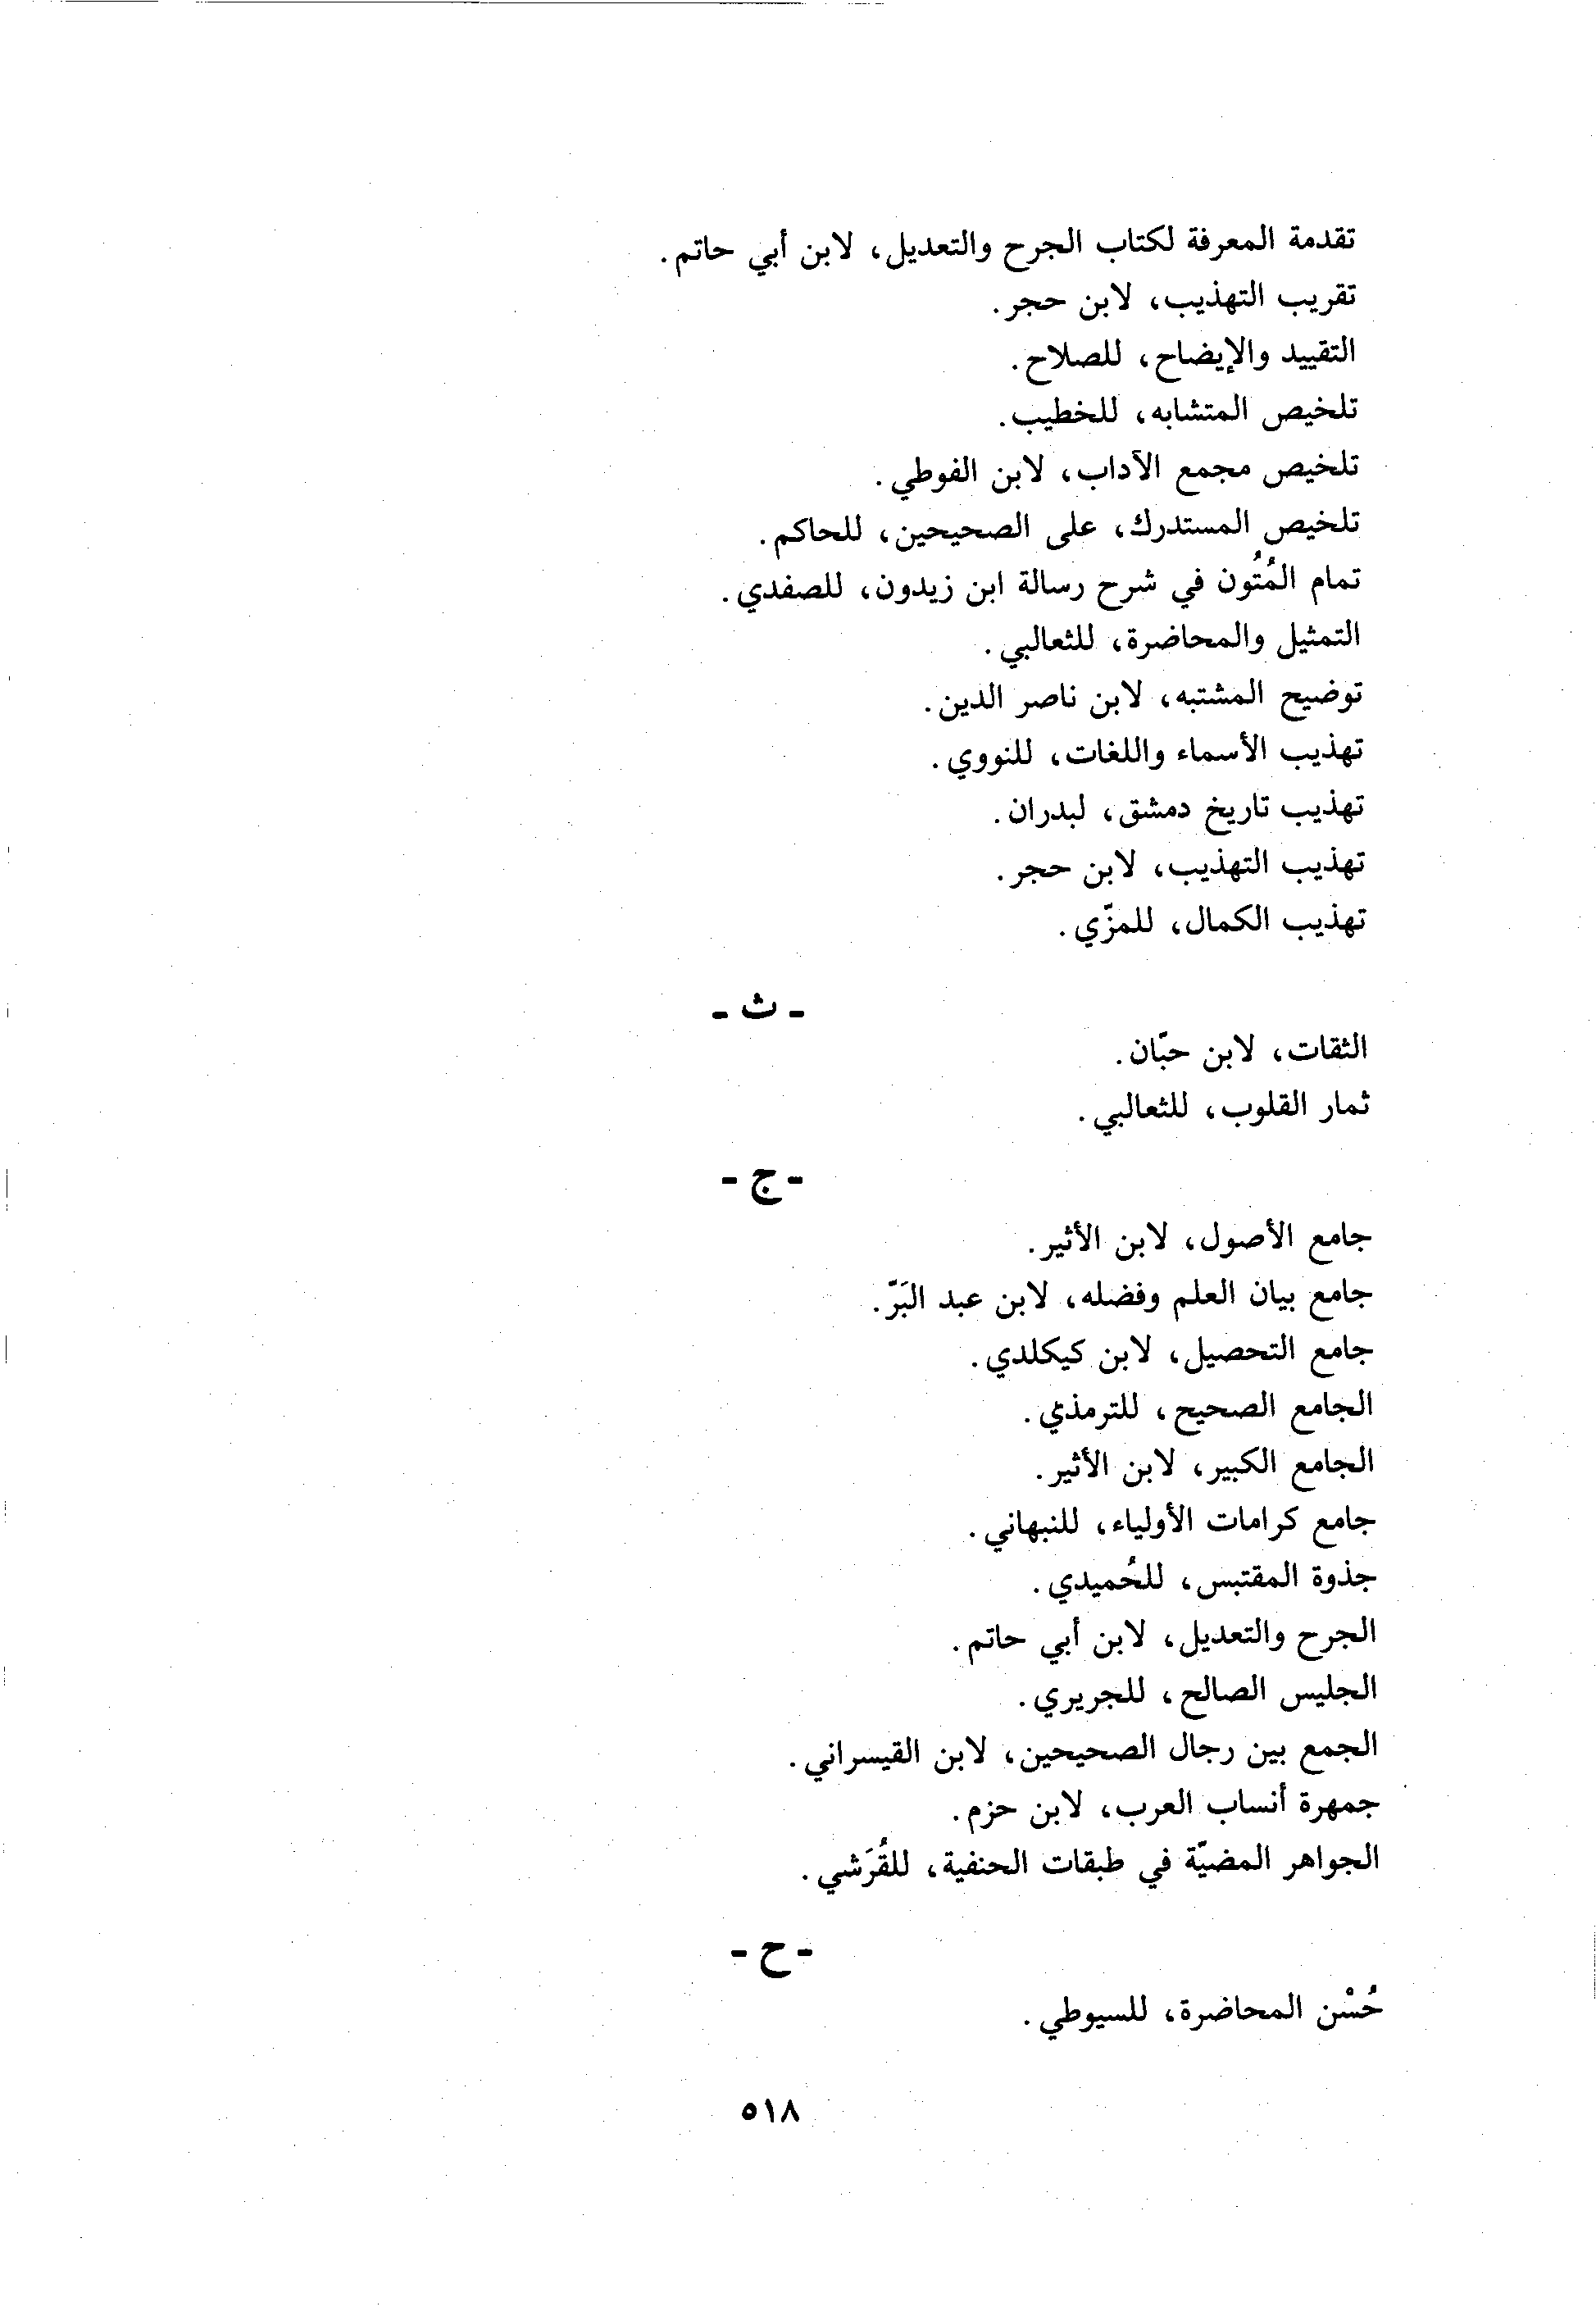 تقدمة المعرفة لكتاب الجرح والتعديل، لابن أبي حاتم.
تقريب التهذيب، لابن حجر.
التقييد والإيضاح، للصلاح.
تلخيص المتشابه، للخطيب.
تلخيص مجمع الآداب، لابن الفوطي.
تلخيص المستدرك، على الصحيحين، للحاكم.
تمام المُتُون في شرح رسالة ابن زيدون، للصفدي.
التمثيل والمحاضرة، للثعالبي.
توضيح المشتبه، لابن ناصر الدين.
تهذيب الأسماء واللغات، للنووي.
تهذيب تاريخ دمشق، لبدران.
تهذيب التهذيب، لابن حجر.
تهذيب الكمال، للمزّي.
- ث -
الثقات، لابن حبّان.
ثمار القلوب، للثعالبي.
- ج -
جامع الأصول، لابن الأثير.
جامع بيان العلم وفضله، لابن عبد البَرّ.
جامع التحصيل، لابن كيكلدي.
الجامع الصحيح، للترمذي.
الجامع الكبير، لابن الأثير.
جامع كرامات الأولياء، للنبهاني.
جذوة المقتبس، للحُميدي.
الجرح والتعديل، لابن أبي حاتم.
الجليس الصالح، للجريري.
الجمع بين رجال الصحيحين، لابن القيسراني.
جمهرة أنساب العرب، لابن حزم.
الجواهر المضيّة في طبقات الحنفية، للقُرَشي.
- ح -
حُسْن المحاضرة، للسيوطي.
٥١٨